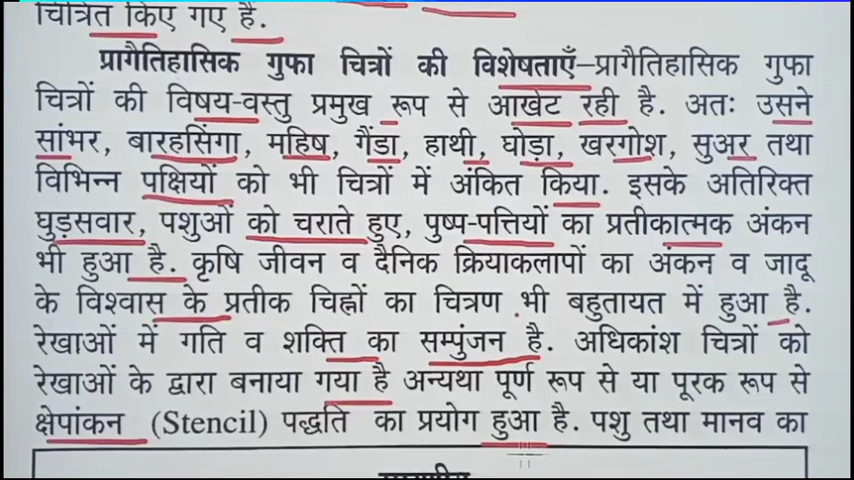 चित्रित किए गए हैं.
प्रागैतिहासिक गुफा चित्रों की विशेषताएँ–प्रागैतिहासिक गुफा
चित्रों की विषय-वस्तु प्रमुख रूप से आखेट रही है. अतः उसने
सांभर, बारहसिंगा, महिष, गैंडा, हाथी, घोड़ा, खरगोश, सुअर तथा
विभिन्न पक्षियों को भी चित्रों में अंकित किया. इसके अतिरिक्त
घुड़सवार, पशुओं को चराते हुए, पुष्प-पत्तियों का प्रतीकात्मक अंकन
भी हुआ है. कृषि जीवन व दैनिक क्रियाकलापों का अंकन व जादू
के विश्वास के प्रतीक चिह्नों का चित्रण भी बहुतायत में हुआ है.
रेखाओं में गति व शक्ति का सम्पुंजन है. अधिकांश चित्रों को
रेखाओं के द्वारा बनाया गया है अन्यथा पूर्ण रूप से या पूरक रूप से
क्षेपांकन (Stencil) पद्धति का प्रयोग हुआ है. पशु तथा मानव का